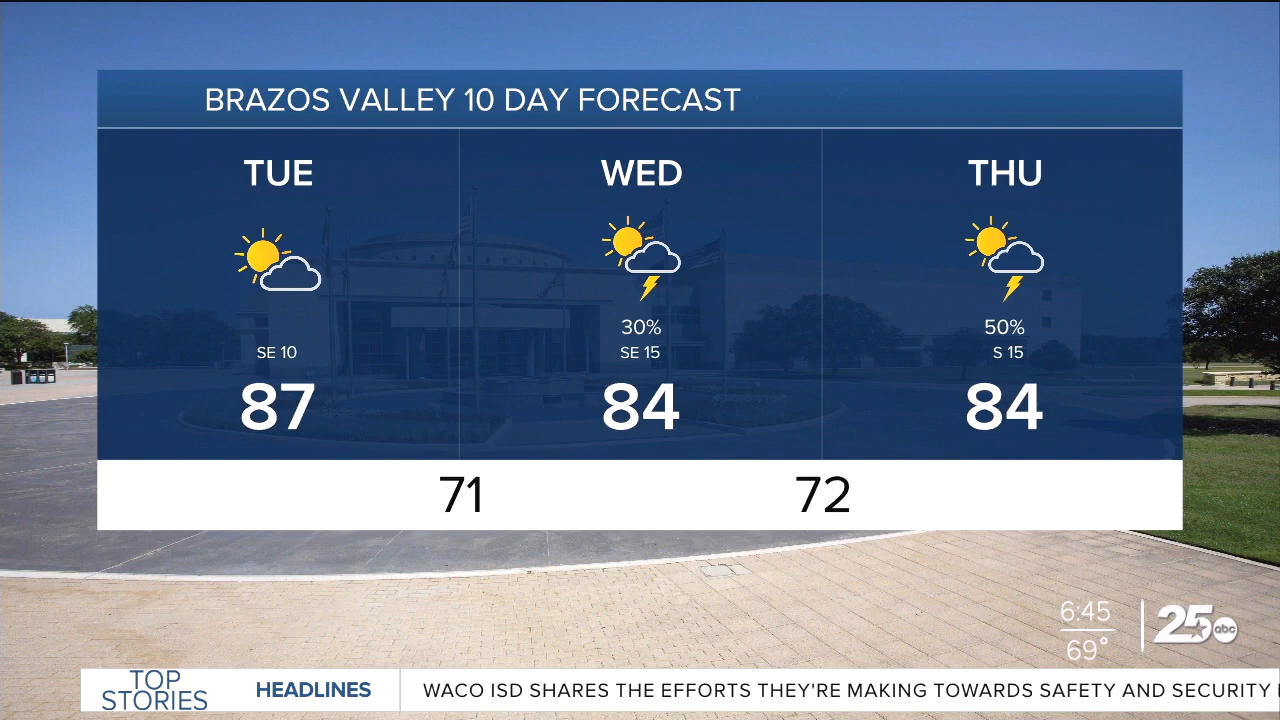 BRAZOS VALLEY 10 DAY FORECAST
TUE
WED
THU
30%
50%
SE 10
SE 15
S 15
87
84
84
71
72
6:45
69°
25 abc
TOP
STORIES
HEADLINES
WACO ISD SHARES THE EFFORTS THEY'RE MAKING TOWARDS SAFETY AND SECURITY